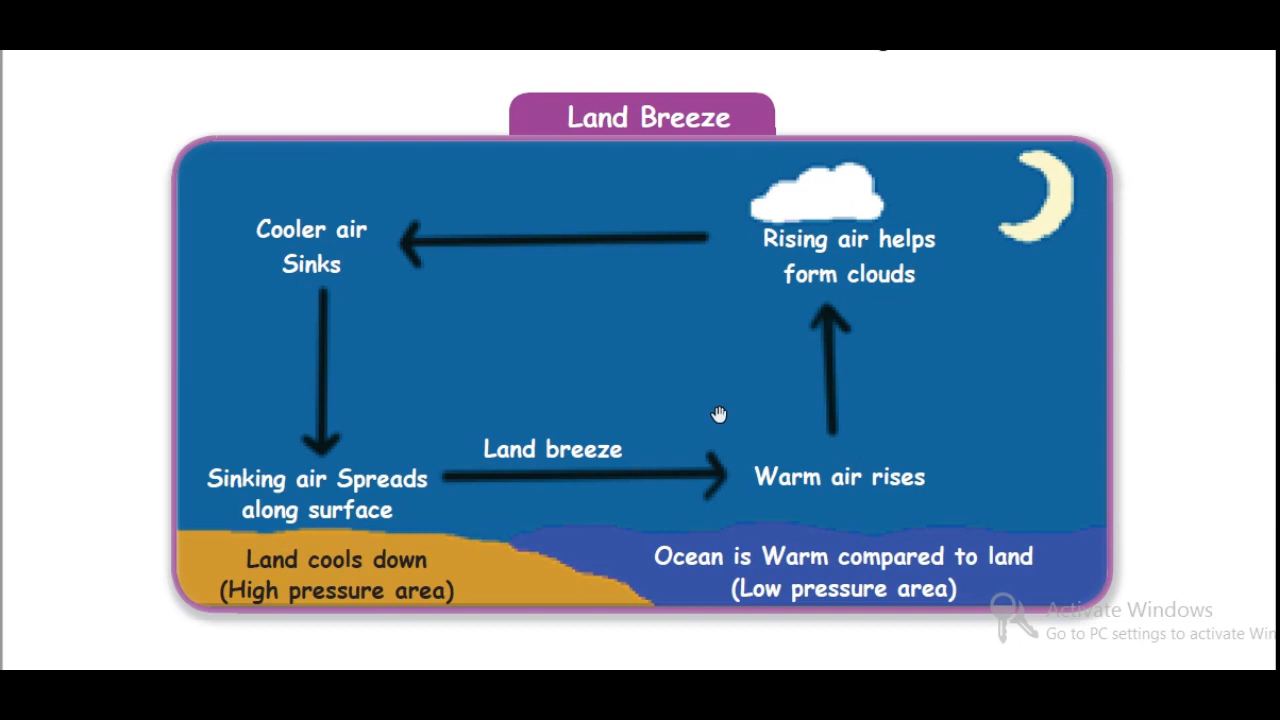 Land Breeze
Cooler air
Sinks
Rising air helps
form clouds
Land breeze
Sinking air Spreads
along surface
Warm air rises
Land cools down
(High pressure area)
Ocean is Warm compared to land
(Low pressure area)
Activate Windows
Go to PC settings to activate Win